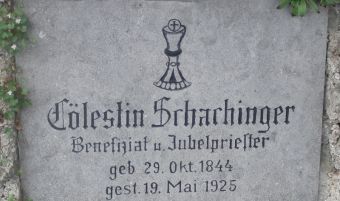 Cölestin Schachinger
Benefiziat u. Jubelpriester
geb 29. Okt. 1844
gest. 19. Mai 1925